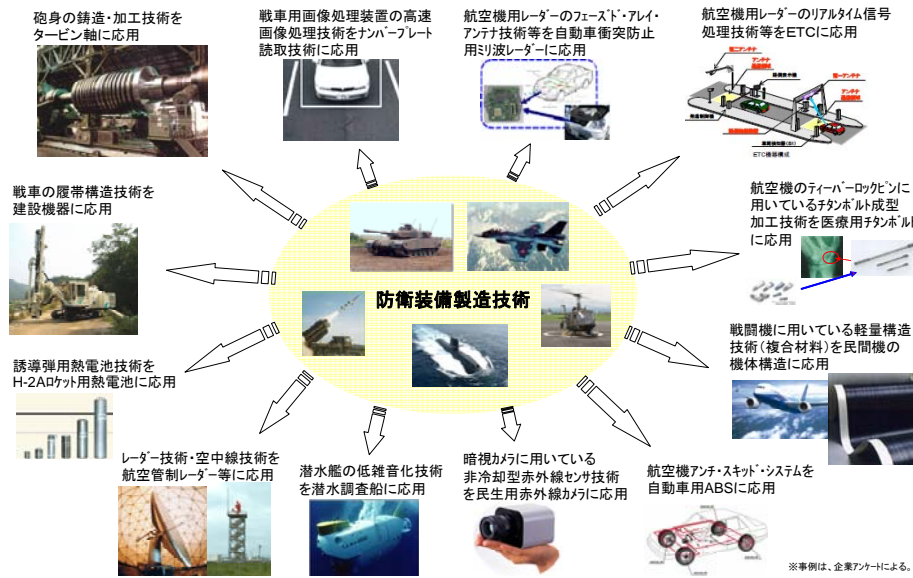 砲身の鋳造・加工技術を
タービン軸に応用
戦車用画像処理装置の高速
画像処理技術をナンバープレート
読取技術に応用
航空機用レーダーのフェーズド・アレイ・
アンテナ技術等を自動車衝突防止
用ミリ波レーダーに応用
航空機用レーダーのリアルタイム信号
処理技術等をETCに応用
ETC機器構成
戦車の履帯構造技術を
建設機器に応用
航空機のティーバーロックピンに
用いているチタンボルト成型
加工技術を医療用チタンボルト
に応用
防衛装備製造技術
誘導弾用熱電池技術を
H-2Aロケット用熱電池に応用
戦闘機に用いている軽量構造
技術(複合材料)を民間機の
機体構造に応用
レーダー技術・空中線技術を
航空管制レーダー等に応用
潜水艦の低雑音化技術
を潜水調査船に応用
暗視カメラに用いている
非冷却型赤外線センサ技術
を民生用赤外線カメラに応用
航空機アンチ・スキッド・システムを
自動車用ABSに応用
※事例は、企業アンケートによる。